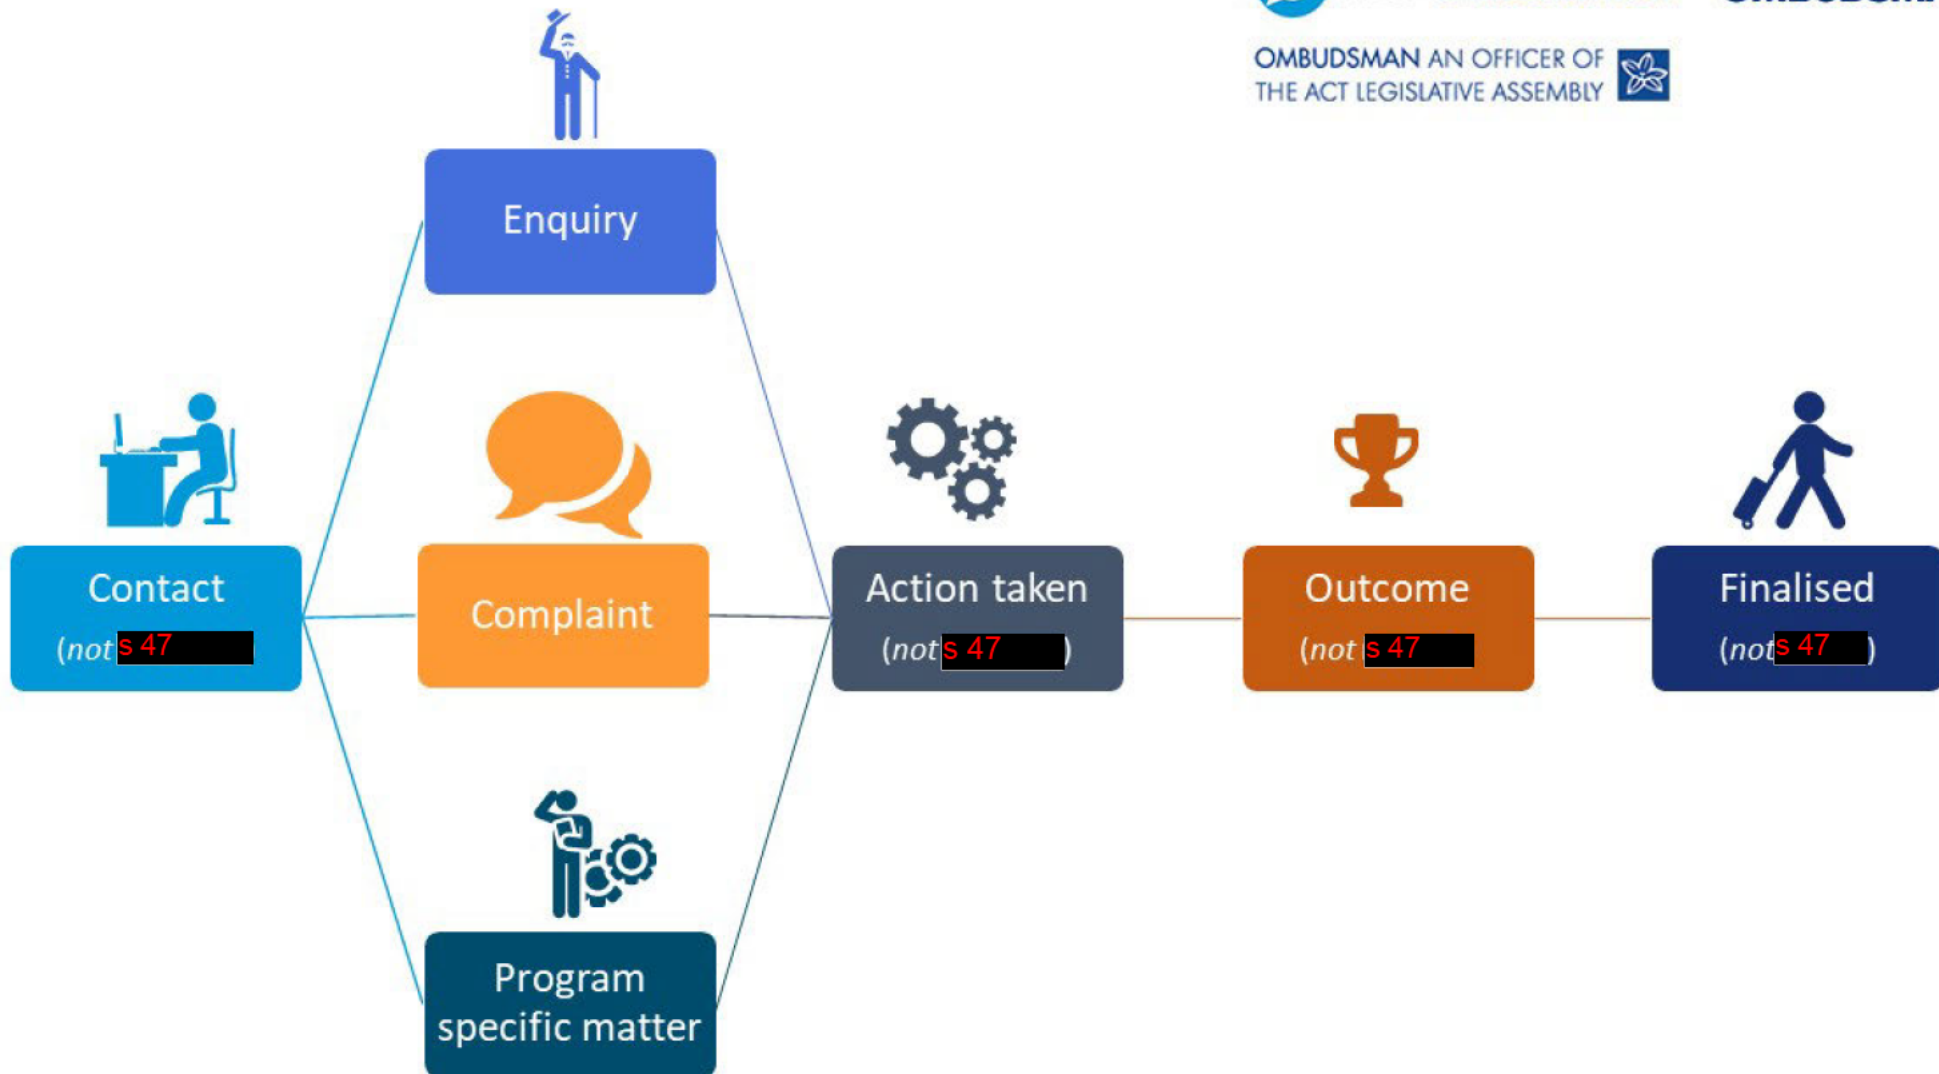 OMBUDSMAN AN OFFICER OF
THE ACT LEGISLATIVE ASSEMBLY
Enquiry
Contact
(not s 47
Complaint
Action taken
(not s 47 )
Outcome
(not s 47
Finalised
(not s 47 )
Program
specific matter